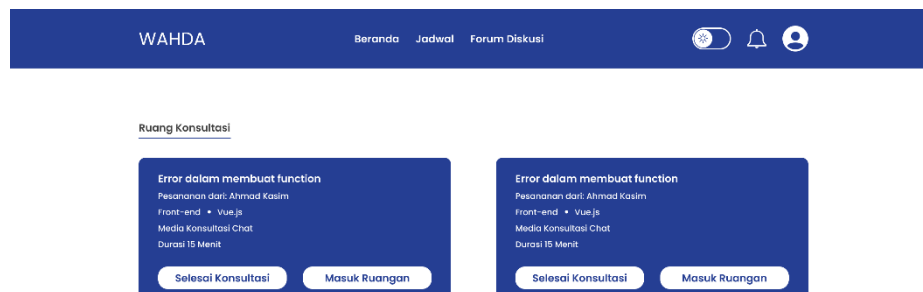 WAHDA
Beranda Jadwal Forum Diskusi
Ruang Konsultasi
Error dalam membuat function
Pesananan dari: Ahmad Kasim
Front-end • Vue.js
Media Konsultasi Chat
Durasi 15 Menit
Selesai Konsultasi Masuk Ruangan
Error dalam membuat function
Pesananan dari: Ahmad Kasim
Front-end • Vue.js
Media Konsultasi Chat
Durasi 15 Menit
Selesai Konsultasi Masuk Ruangan